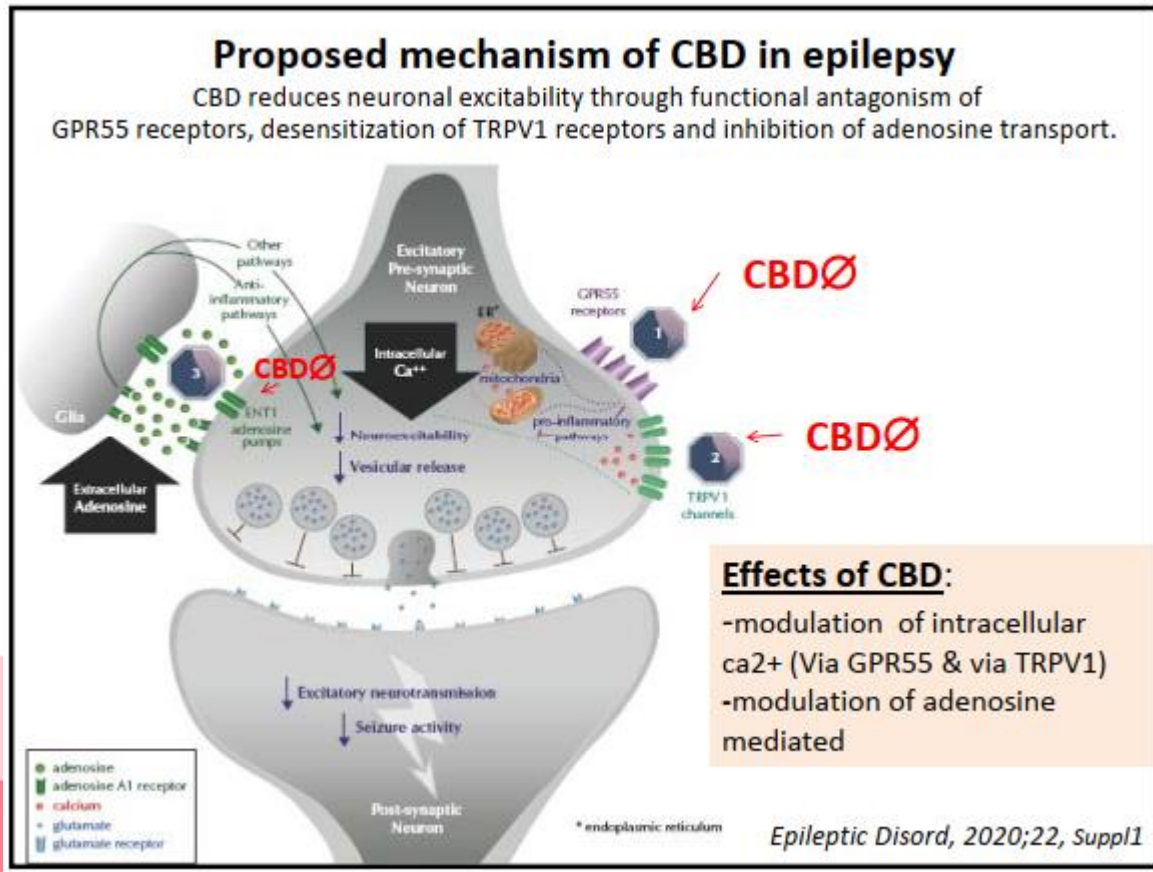 Proposed mechanism of CBD in epilepsy
CBD reduces neuronal excitability through functional antagonism of
GPR55 receptors, desensitization of TRPV1 receptors and inhibition of adenosine transport.
Other
pathways
Anti-
inflammatory
pathways
Excitatory
Pre-synaptic
Neuron
ER*
GPR55
receptors
1
CBDØ
3
CBDØ
Intracellular
Ca++
mitochondria
Glia
ENT1
adenosine
pumps
Neuroexcitability
pro-inflammatory
pathways
2
CBDØ
Vesicular release
Extracellular
Adenosine
TRPV1
channels
Effects of CBD:
-modulation of intracellular
ca2+ (Via GPR55 & via TRPV1)
-modulation of adenosine
mediated
Excitatory neurotransmission
Seizure activity
adenosine
adenosine A1 receptor
calcium
glutamate
glutamate receptor
Post-synaptic
Neuron
* endoplasmic reticulum
Epileptic Disord, 2020;22, Suppl1